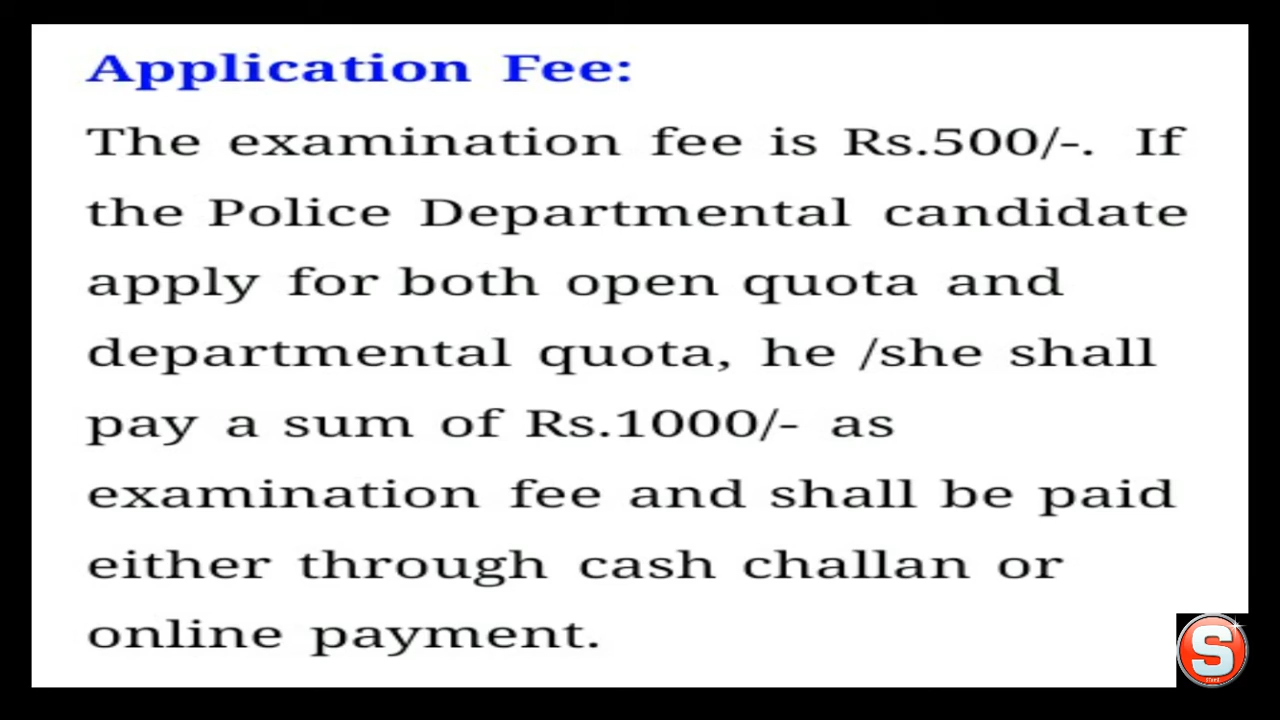 Application Fee:
The examination fee is Rs.500/-. If
the Police Departmental candidate
apply for both open quota and
departmental quota, he /she shall
pay a sum of Rs.1000/- as
examination fee and shall be paid
either through cash challan or
online payment.
S